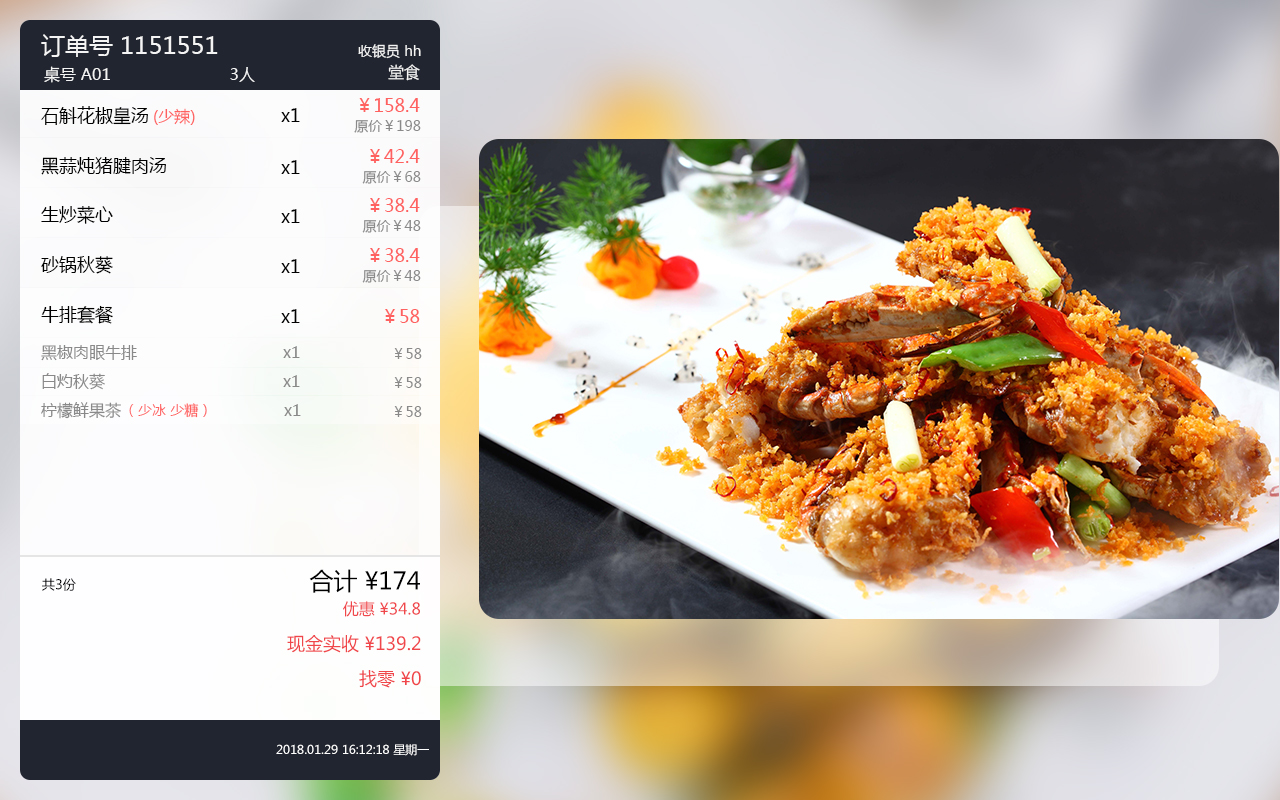 订单号 1151551
收银员 hh
桌号 A01 3人 堂食
石斛花椒皇汤 (少辣) x1 ¥158.4
原价¥198
黑蒜炖猪腱肉汤 x1 ¥42.4
原价¥68
生炒菜心 x1 ¥38.4
原价¥48
砂锅秋葵 x1 ¥38.4
原价¥48
牛排套餐 x1 ¥58
黑椒肉眼牛排 x1 ¥58
白灼秋葵 x1 ¥58
柠檬鲜果茶 ( 少冰 少糖 ) x1 ¥58
共3份 合计 ¥174
优惠 ¥34.8
现金实收 ¥139.2
找零 ¥0
2018.01.29 16:12:18 星期一